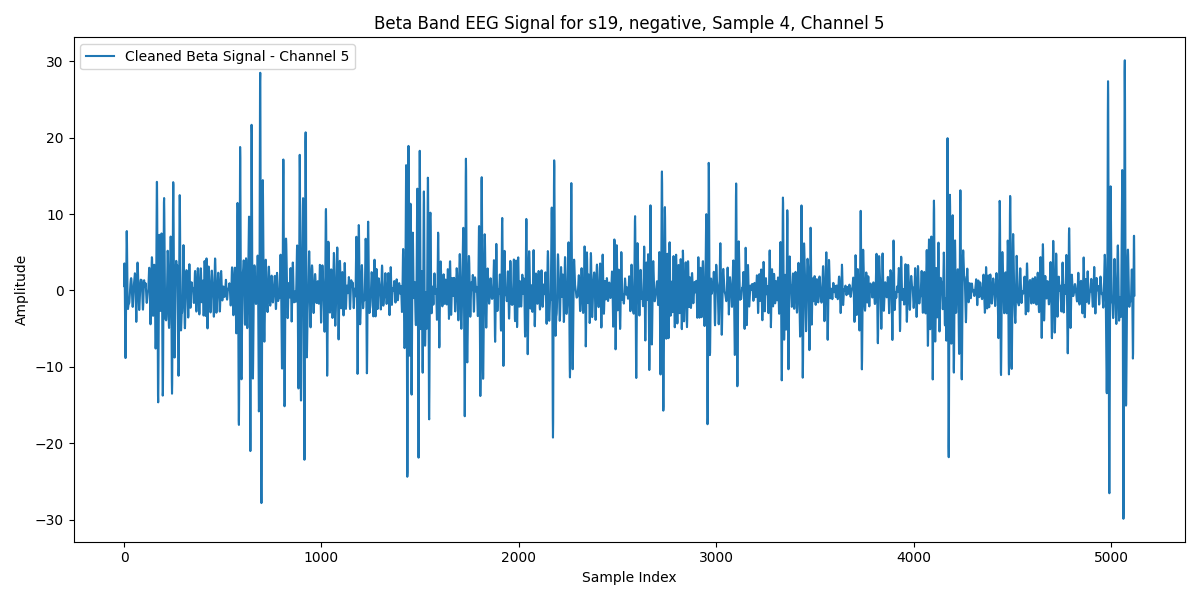 Beta Band EEG Signal for s19, negative, Sample 4, Channel 5
Cleaned Beta Signal - Channel 5
Amplitude
30
20
10
0
−10
−20
−30
0 1000 2000 3000 4000 5000
Sample Index